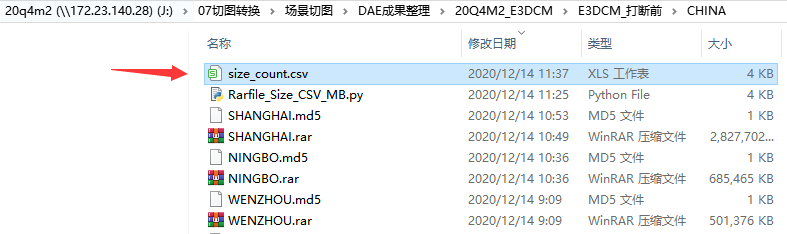 20q4m2 (\\172.23.140.28) (J:) › 07切图转换 › 场景切图 › DAE成果整理 › 20Q4M2_E3DCM › E3DCM_打断前 › CHINA
名称 修改日期 类型 大小
size_count.csv 2020/12/14 11:37 XLS 工作表 4 KB
Rarfile_Size_CSV_MB.py 2020/12/14 11:25 Python File 4 KB
SHANGHAI.md5 2020/12/14 10:53 MD5 文件 1 KB
SHANGHAI.rar 2020/12/14 10:49 WinRAR 压缩文件 2,827,702...
NINGBO.md5 2020/12/14 10:36 MD5 文件 1 KB
NINGBO.rar 2020/12/14 10:36 WinRAR 压缩文件 685,465 KB
WENZHOU.md5 2020/12/14 9:09 MD5 文件 1 KB
WENZHOU.rar 2020/12/14 9:09 WinRAR 压缩文件 501,376 KB